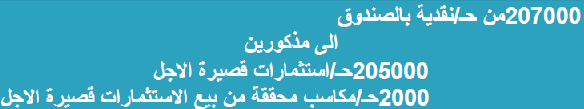 207000من حـ/نقدية بالصندوق
الى مذكورين
205000حـ/استثمارات قصيرة الاجل
2000حـ/مكاسب محققة من بيع الاستثمارات قصيرة الاجل